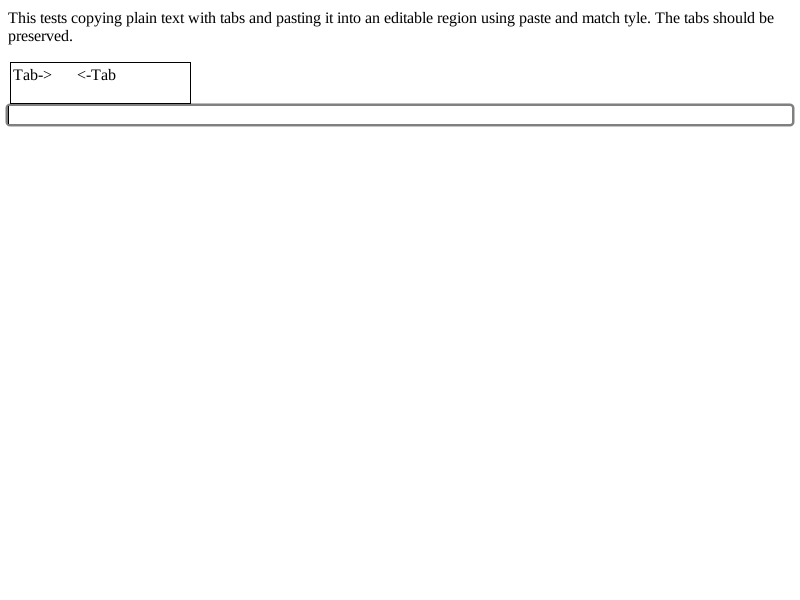 This tests copying plain text with tabs and pasting it into an editable region using paste and match tyle. The tabs should be
preserved.
Tab->	<-Tab